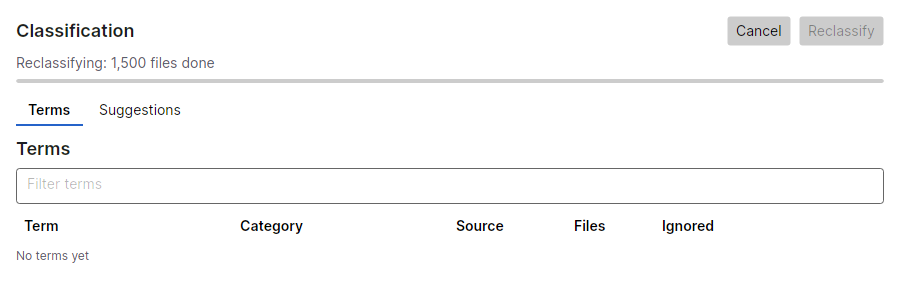 Classification
Cancel
Reclassify
Reclassifying: 1,500 files done
Terms
Suggestions
Terms
Filter terms
Term
Category
Source
Files
Ignored
No terms yet